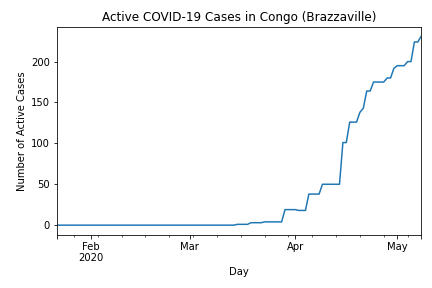 Active COVID-19 Cases in Congo (Brazzaville)
Number of Active Cases
200
150
100
50
0
Feb
2020
Mar
Apr
May
Day